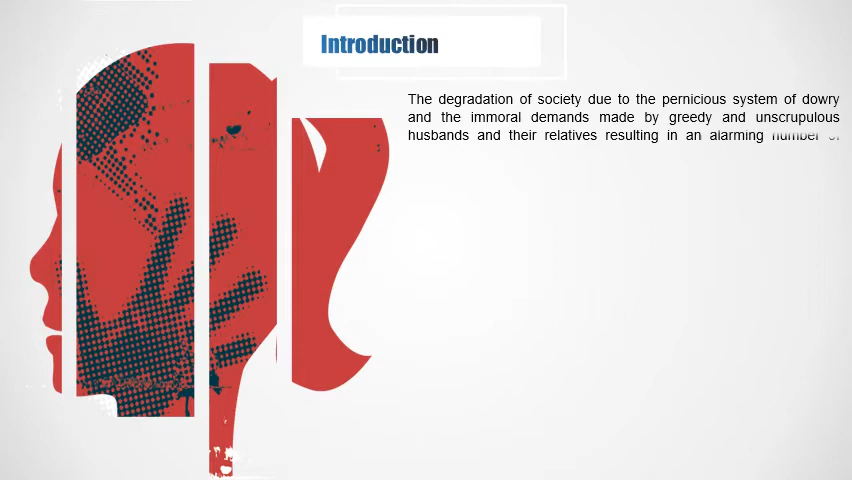 Introduction
The degradation of society due to the pernicious system of dowry
and the immoral demands made by greedy and unscrupulous
husbands and their relatives resulting in an alarming number